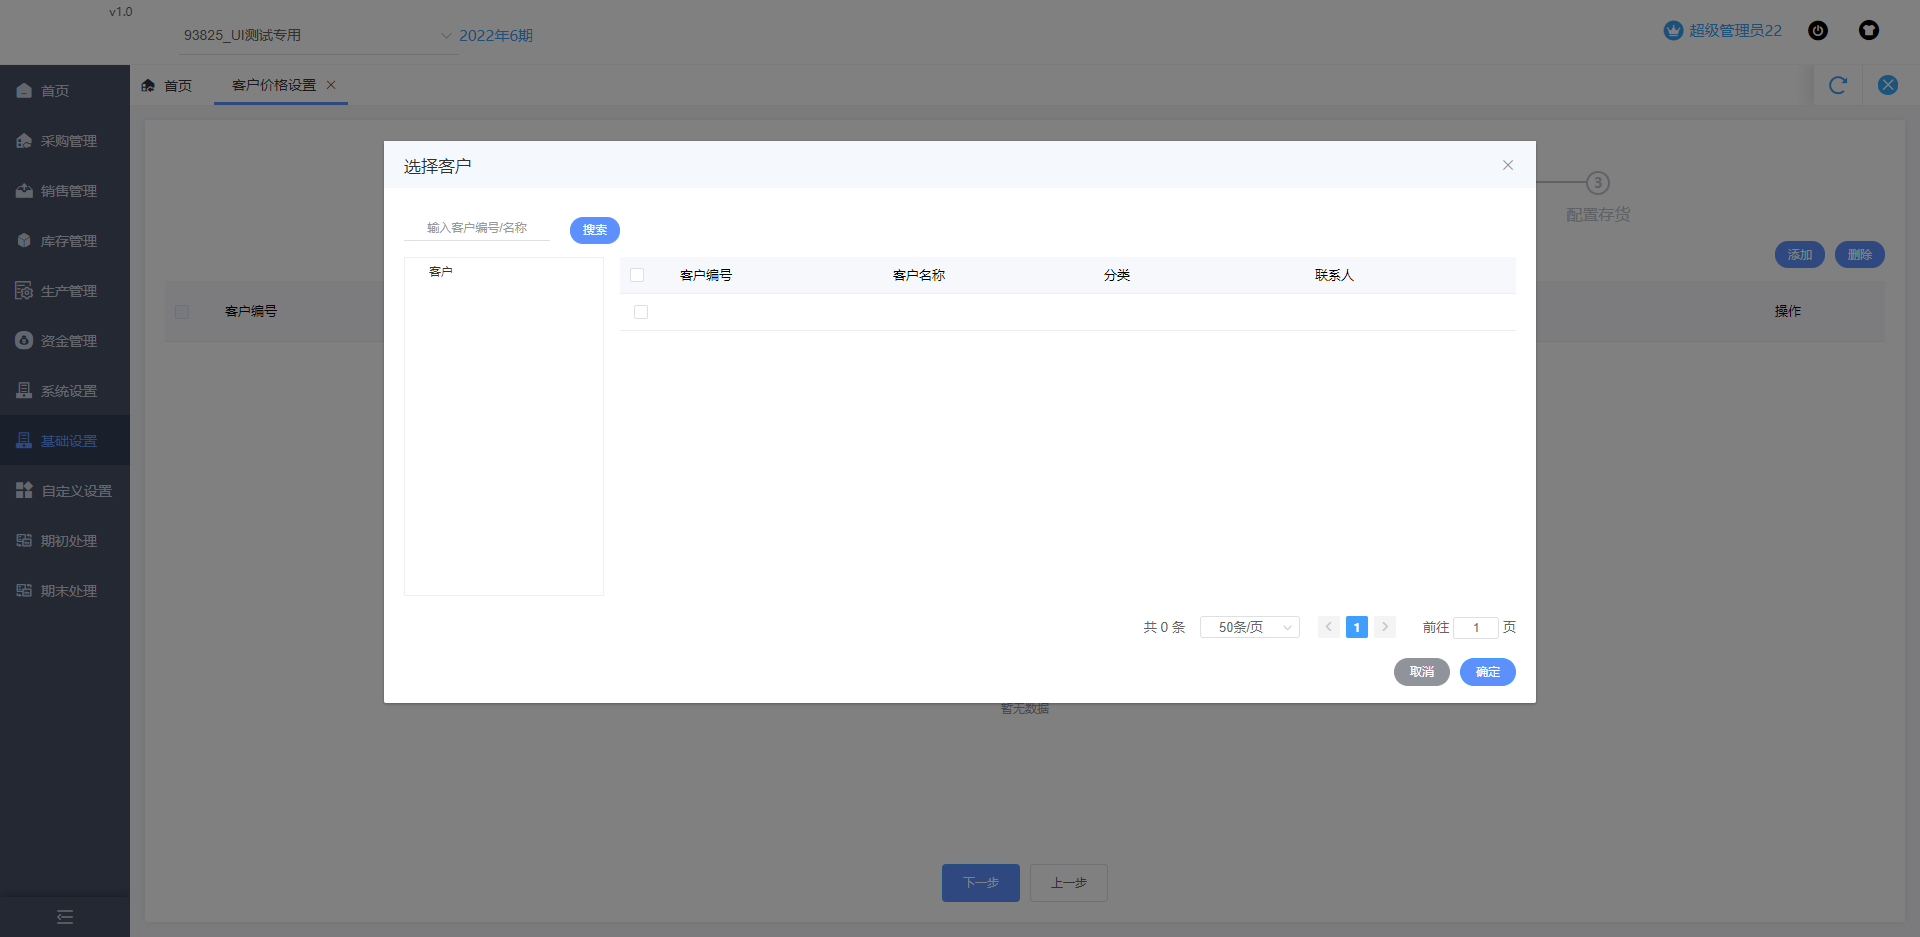 v1.0
93825_UI测试专用
2022年6期
超级管理员22
首页
采购管理
销售管理
库存管理
生产管理
资金管理
系统设置
基础设置
自定义设置
期初处理
期末处理
首页
客户价格设置
3
配置存货
添加
删除
客户编号
操作
选择客户
输入客户编号/名称
搜索
客户
客户编号
客户名称
分类
联系人
共 0 条
50条/页
1
前往 1 页
取消
确定
暂无数据
下一步
上一步